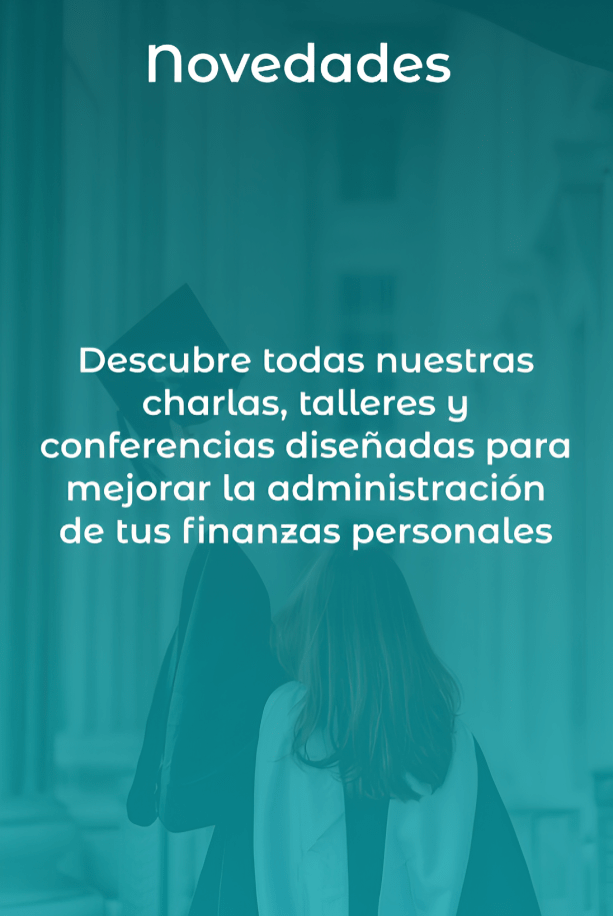 Novedades
Descubre todas nuestras
charlas, talleres y
conferencias diseñadas para
mejorar la administración
de tus finanzas personales